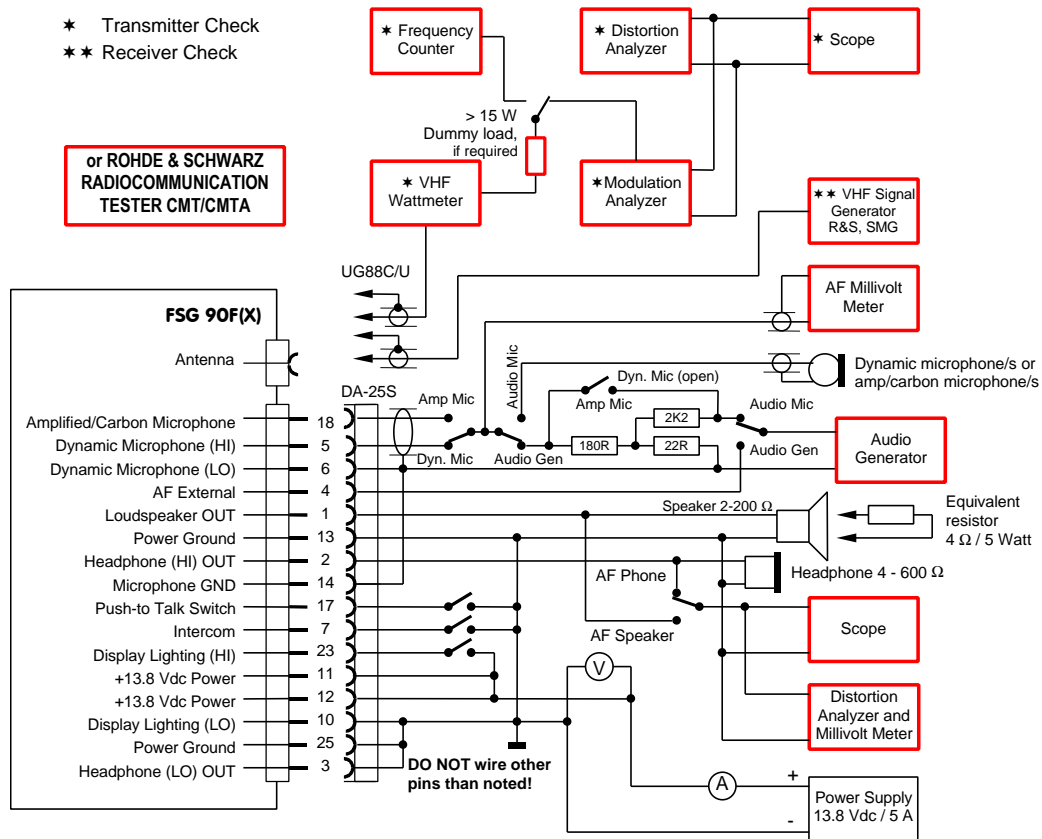 ✶ Transmitter Check
✶✶ Receiver Check
✶ Frequency
Counter
✶ Distortion
Analyzer
✶ Scope
> 15 W
Dummy load,
if required
or ROHDE & SCHWARZ
RADIOCOMMUNICATION
TESTER CMT/CMTA
✶ VHF
Wattmeter
✶Modulation
Analyzer
✶✶ VHF Signal
Generator
R&S, SMG
UG88C/U
AF Millivolt
Meter
FSG 90F(X)
Antenna
DA-25S
Amp Mic
Audio Mic
Dyn. Mic (open)
Amp Mic
Dynamic microphone/s or
amp/carbon microphone/s
Amplified/Carbon Microphone 18
Dynamic Microphone (HI) 5
Dynamic Microphone (LO) 6
AF External 4
Loudspeaker OUT 1
Power Ground 13
Headphone (HI) OUT 2
Microphone GND 14
Push-to Talk Switch 17
Intercom 7
Display Lighting (HI) 23
+13.8 Vdc Power 11
+13.8 Vdc Power 12
Display Lighting (LO) 10
Power Ground 25
Headphone (LO) OUT 3
Dyn. Mic
Audio Gen
180R
2K2
22R
Audio Mic
Audio Gen
Audio
Generator
Speaker 2-200 Ω
Equivalent
resistor
4 Ω / 5 Watt
Headphone 4 - 600 Ω
AF Phone
AF Speaker
Scope
V
Distortion
Analyzer and
Millivolt Meter
DO NOT wire other
pins than noted!
A
+
-
Power Supply
13.8 Vdc / 5 A